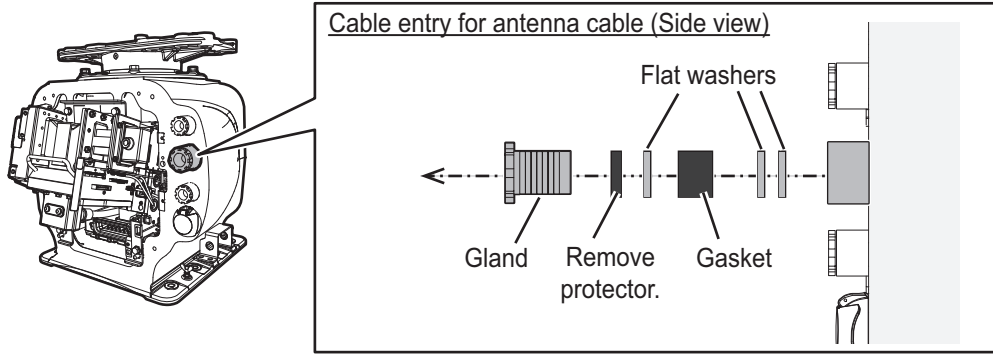 Cable entry for antenna cable (Side view)
Flat washers
Gland
Remove
protector.
Gasket